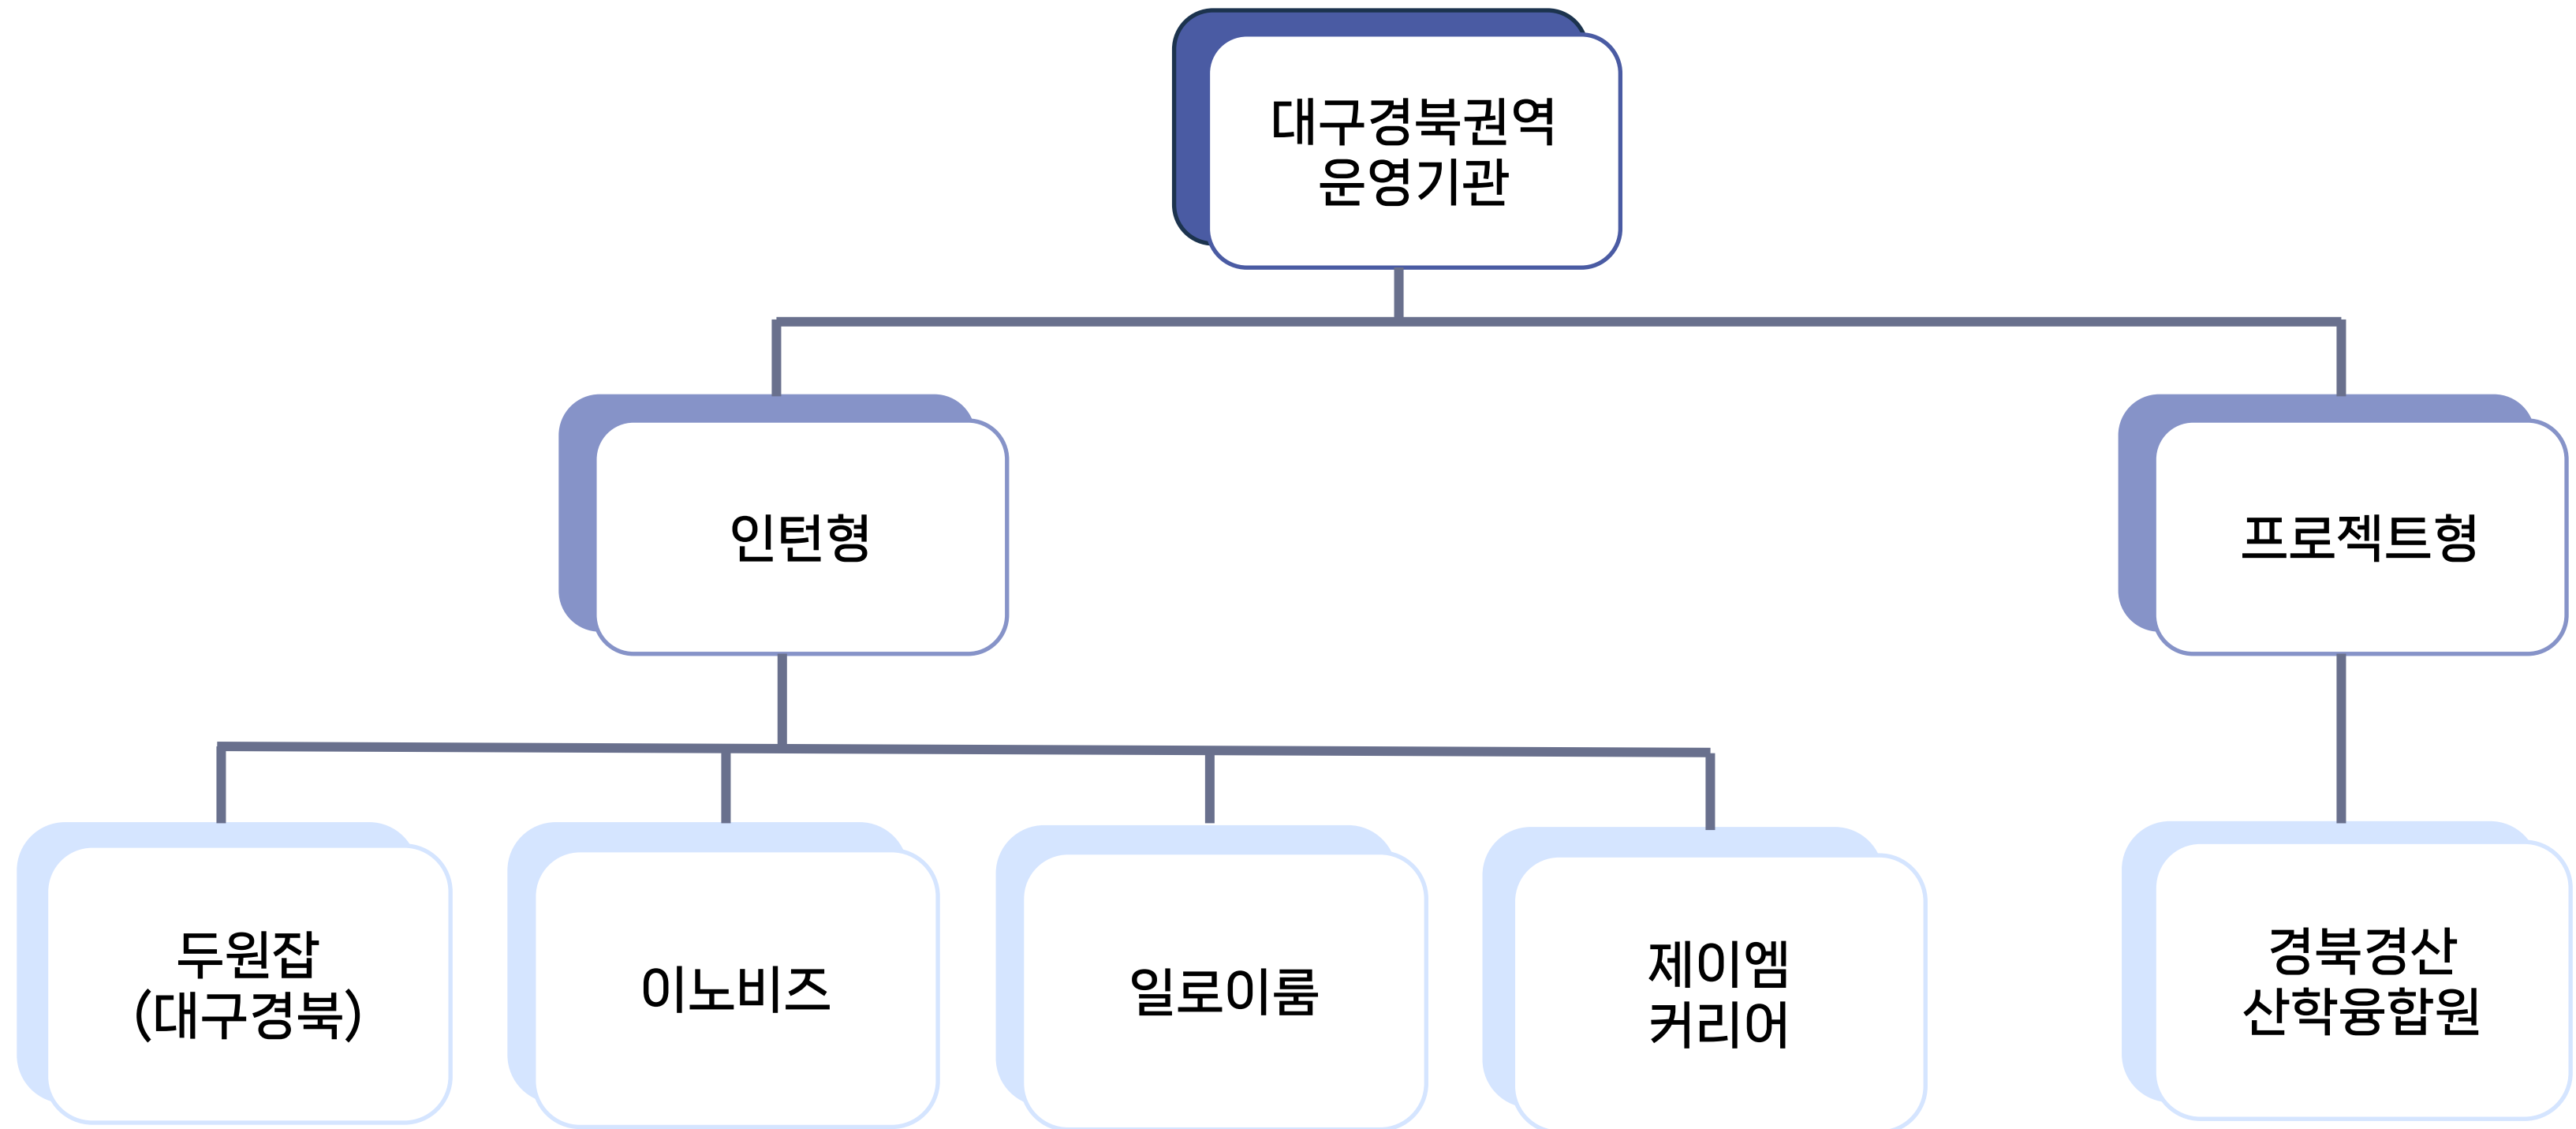 대구경북권역
운영기관
인턴형
프로젝트형
두원잡
(대구경북)
이노비즈
일로이룸
제이엠
커리어
경북경산
산학융합원